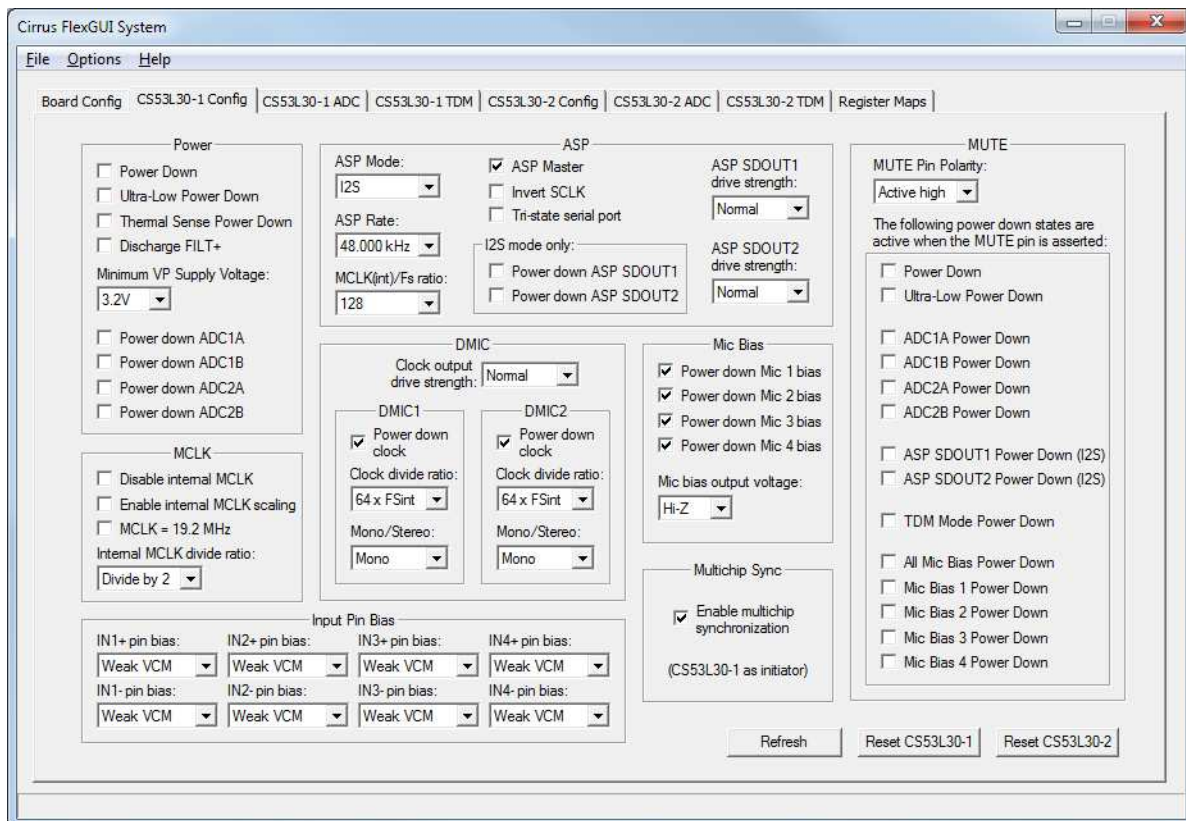 Cirrus FlexGUI System
File Options Help
Board Config
CS53L30-1 Config
CS53L30-1 ADC
CS53L30-1 TDM
CS53L30-2 Config
CS53L30-2 ADC
CS53L30-2 TDM
Register Maps
Power
Power Down
Ultra-Low Power Down
Thermal Sense Power Down
Discharge FILT+
Minimum VP Supply Voltage:
3.2V
Power down ADC1A
Power down ADC1B
Power down ADC2A
Power down ADC2B
MCLK
Disable internal MCLK
Enable internal MCLK scaling
MCLK = 19.2 MHz
Internal MCLK divide ratio:
Divide by 2
ASP
ASP Mode:
I2S
ASP Rate:
48.000 kHz
MCLK(int)/Fs ratio:
128
ASP Master
Invert SCLK
Tri-state serial port
I2S mode only:
Power down ASP SDOUT1
Power down ASP SDOUT2
ASP SDOUT1
drive strength:
Normal
ASP SDOUT2
drive strength:
Normal
DMIC
Clock output
drive strength:
Normal
DMIC1
Power down
clock
Clock divide ratio:
64 x FSint
Mono/Stereo:
Mono
DMIC2
Power down
clock
Clock divide ratio:
64 x FSint
Mono/Stereo:
Mono
Mic Bias
Power down Mic 1 bias
Power down Mic 2 bias
Power down Mic 3 bias
Power down Mic 4 bias
Mic bias output voltage:
Hi-Z
Multichip Sync
Enable multichip
synchronization
(CS53L30-1 as initiator)
Input Pin Bias
IN1+ pin bias: IN2+ pin bias: IN3+ pin bias: IN4+ pin bias:
Weak VCM Weak VCM Weak VCM Weak VCM
IN1- pin bias: IN2- pin bias: IN3- pin bias: IN4- pin bias:
Weak VCM Weak VCM Weak VCM Weak VCM
MUTE
MUTE Pin Polarity:
Active high
The following power down states are
active when the MUTE pin is asserted:
Power Down
Ultra-Low Power Down
ADC1A Power Down
ADC1B Power Down
ADC2A Power Down
ADC2B Power Down
ASP SDOUT1 Power Down (I2S)
ASP SDOUT2 Power Down (I2S)
TDM Mode Power Down
All Mic Bias Power Down
Mic Bias 1 Power Down
Mic Bias 2 Power Down
Mic Bias 3 Power Down
Mic Bias 4 Power Down
Refresh
Reset CS53L30-1
Reset CS53L30-2